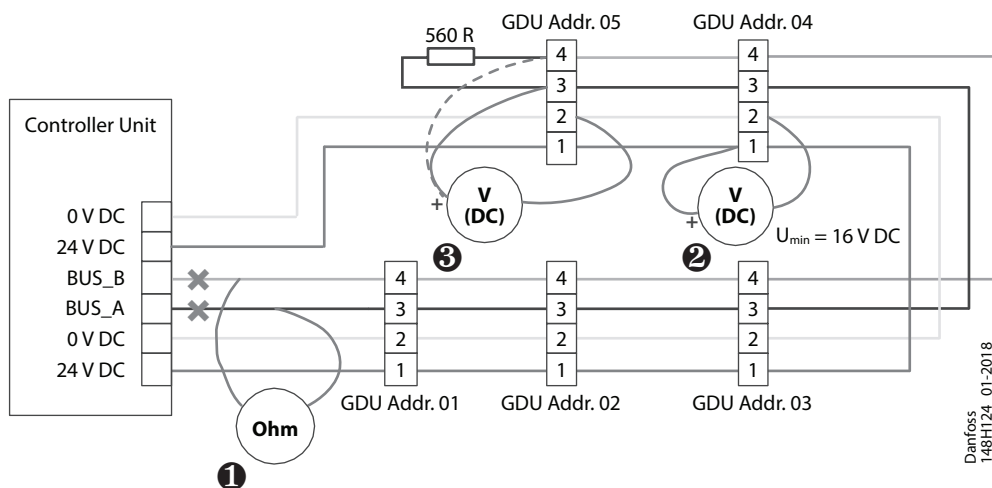 GDU Addr. 05
GDU Addr. 04
560 R
4
4
3
3
2
2
1
1
Controller Unit
V
(DC)
+
V
(DC)
+
❸
❷
U_min = 16 V DC
0 V DC
24 V DC
BUS_B
BUS_A
0 V DC
24 V DC
4
4
4
3
3
3
2
2
2
1
1
1
GDU Addr. 01
GDU Addr. 02
GDU Addr. 03
Ohm
❶
Danfoss
148H124 01-2018